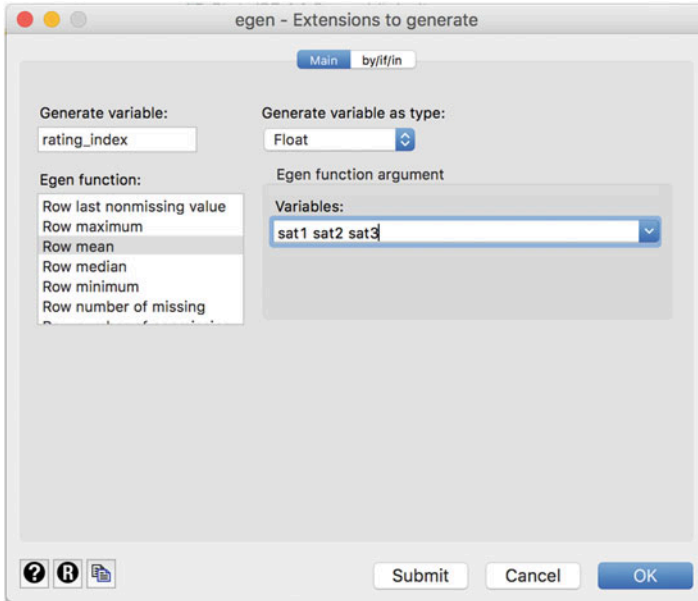 egen - Extensions to generate
Main by/if/in
Generate variable:
rating_index
Generate variable as type:
Float
Egen function:
Row last nonmissing value
Row maximum
Row mean
Row median
Row minimum
Row number of missing
Egen function argument
Variables:
sat1 sat2 sat3
? R
Submit Cancel OK